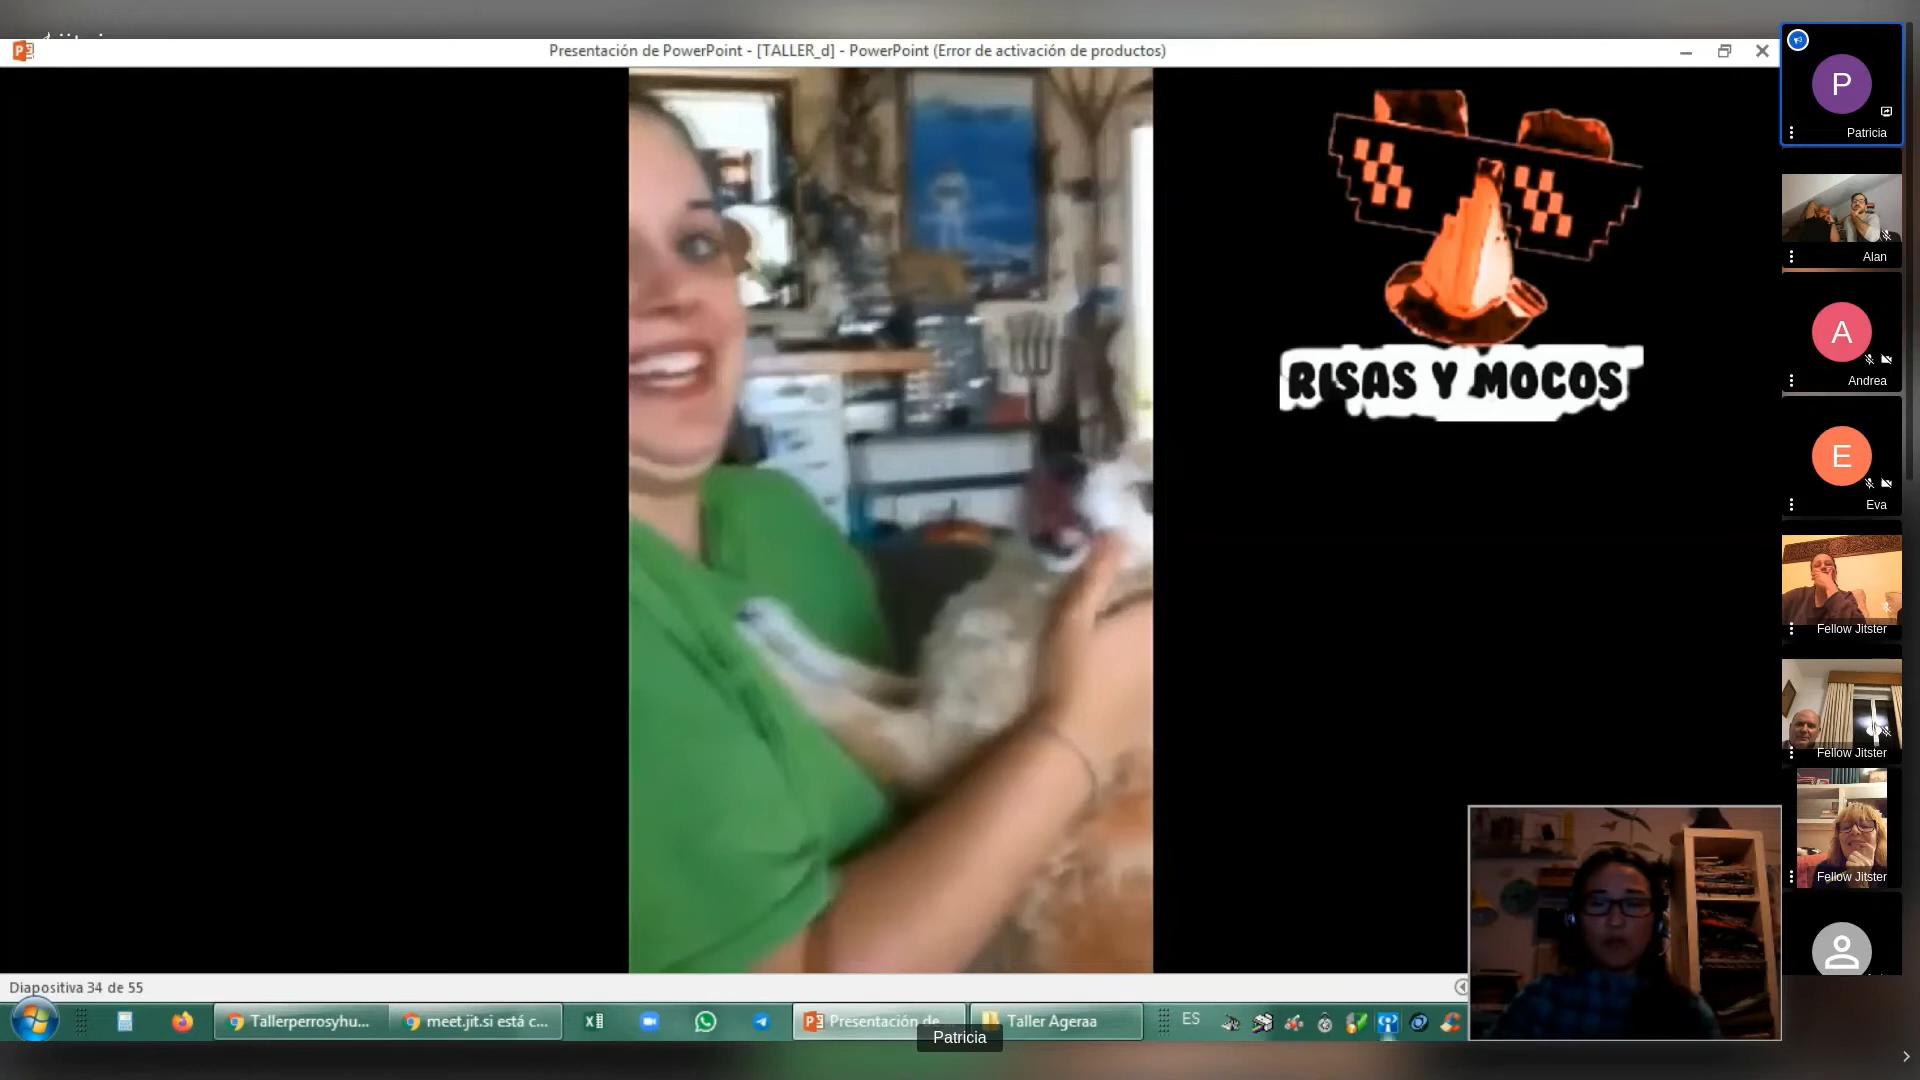 Presentación de PowerPoint - [TALLER_d] - PowerPoint (Error de activación de productos)
P
Patricia
Alan
A
Andrea
E
Eva
Fellow Jitster
Fellow Jitster
Fellow Jitster
RISAS Y MOCOS
Diapositiva 34 de 55
Tallerperrosyhu...
meet.jit.si está c...
Presentación de
Taller Ageraa
ES
Patricia